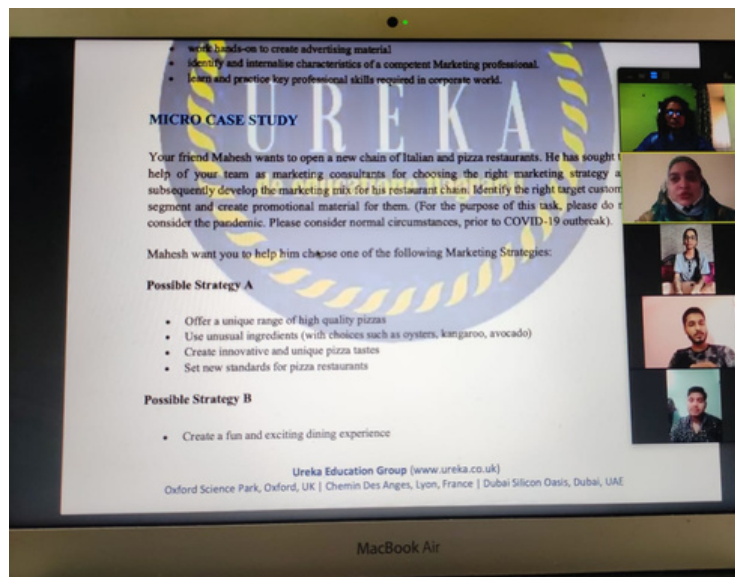 work hands-on to create advertising material
identify and internalise characteristics of a competent Marketing professional.
learn and practice key professional skills required in corporate world.
UREKA
MICRO CASE STUDY
Your friend Mahesh wants to open a new chain of Italian and pizza restaurants. He has sought t
help of your team as marketing consultants for choosing the right marketing strategy a
subsequently develop the marketing mix for his restaurant chain. Identify the right target custom
segment and create promotional material for them. (For the purpose of this task, please do r
consider the pandemic. Please consider normal circumstances, prior to COVID-19 outbreak).
Mahesh want you to help him choose one of the following Marketing Strategies:
Possible Strategy A
Offer a unique range of high quality pizzas
Use unusual ingredients (with choices such as oysters, kangaroo, avocado)
Create innovative and unique pizza tastes
Set new standards for pizza restaurants
Possible Strategy B
Create a fun and exciting dining experience
Ureka Education Group (www.ureka.co.uk)
Oxford Science Park, Oxford, UK | Chemin Des Anges, Lyon, France | Dubai Silicon Oasis, Dubai, UAE
MacBook Air